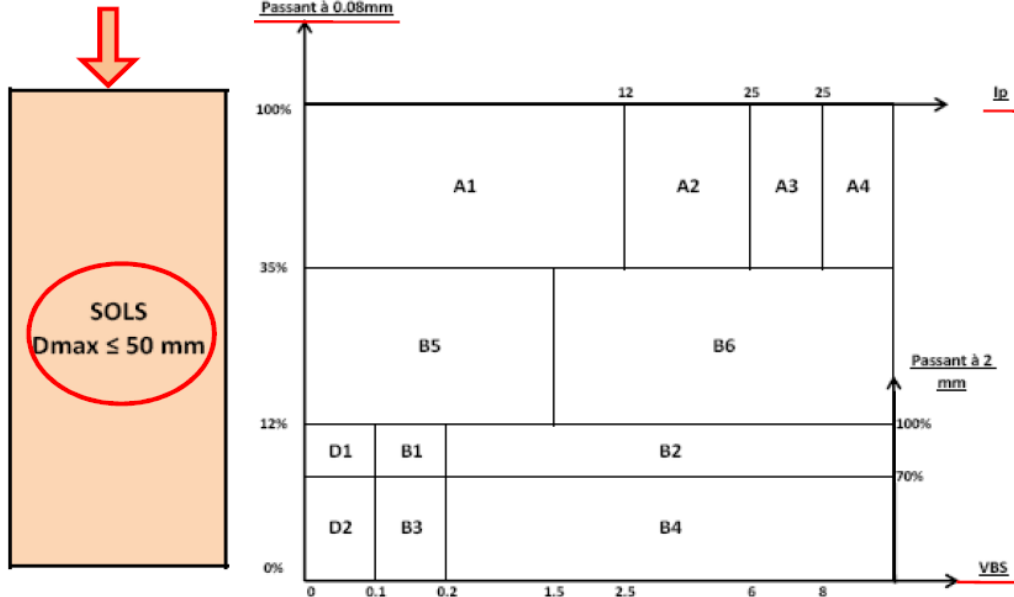 Passant à 0.08mm
12 25 25 Ip
100%
A1 A2 A3 A4
35%
SOLS
Dmax ≤ 50 mm
B5 B6
Passant à 2
mm
12% 100%
D1 B1 B2
70%
D2 B3 B4
0% VBS
0 0.1 0.2 1.5 2.5 6 8